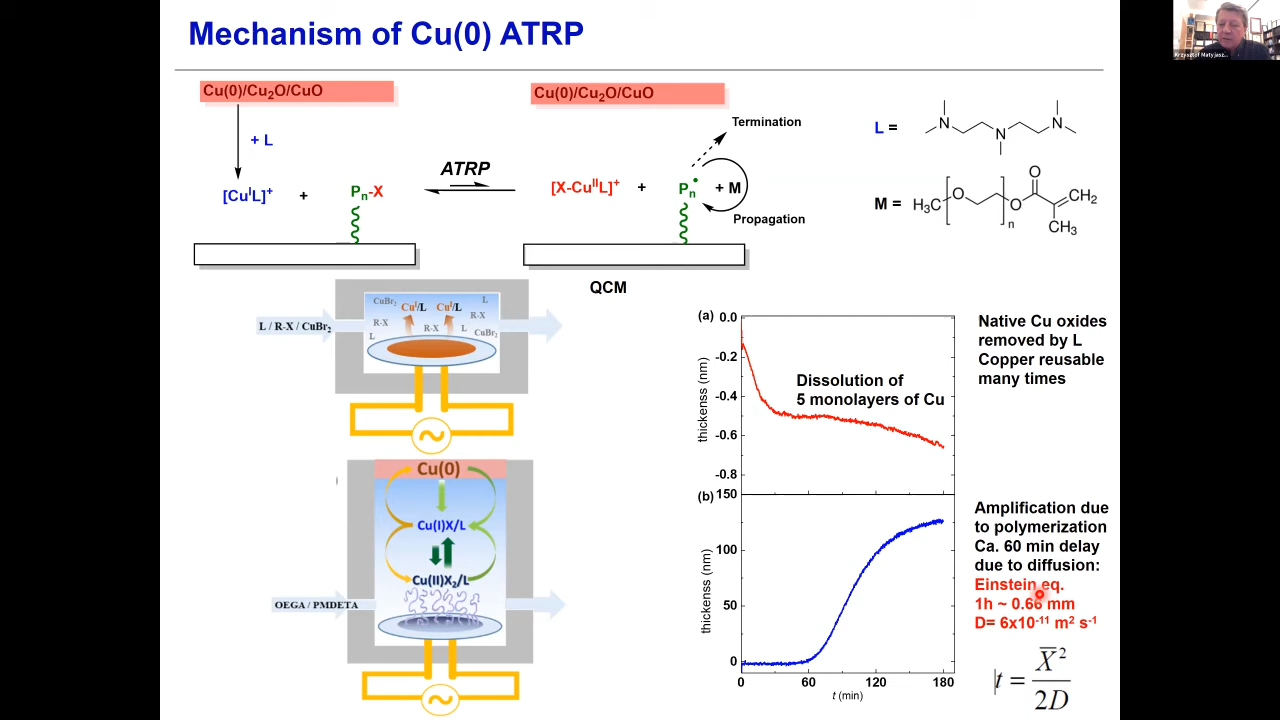 Mechanism of Cu(0) ATRP
Krzysztof Matyjasz...
Cu(0)/Cu₂O/CuO
Cu(0)/Cu₂O/CuO
+ L
Termination
L =
N
N
N
ATRP
[CuᴵL]⁺ + Pₙ-X
[X-CuᴵᴵL]⁺ + Pₙ• + M
Propagation
M = H₃C O [ ]n O O CH₂ CH₃
QCM
L / R-X / CuBr₂
CuBr₂ Cuᴵ/L Cuᴵ/L L
R-X
R-X R-X
L L CuBr₂
(a) 0.0
-0.2
-0.4
-0.6
-0.8
thickenss (nm)
Dissolution of
5 monolayers of Cu
Native Cu oxides
removed by L
Copper reusable
many times
Cu(0)
Cu(I)X/L
Cu(II)X₂/L
OEGA / PMDETA
(b) 150
100
50
0
thickenss (nm)
0 60 120 180
t (min)
Amplification due
to polymerization
Ca. 60 min delay
due to diffusion:
Einstein eq.
1h ~ 0.66 mm
D= 6x10⁻¹¹ m² s⁻¹
t = X̅² / 2D